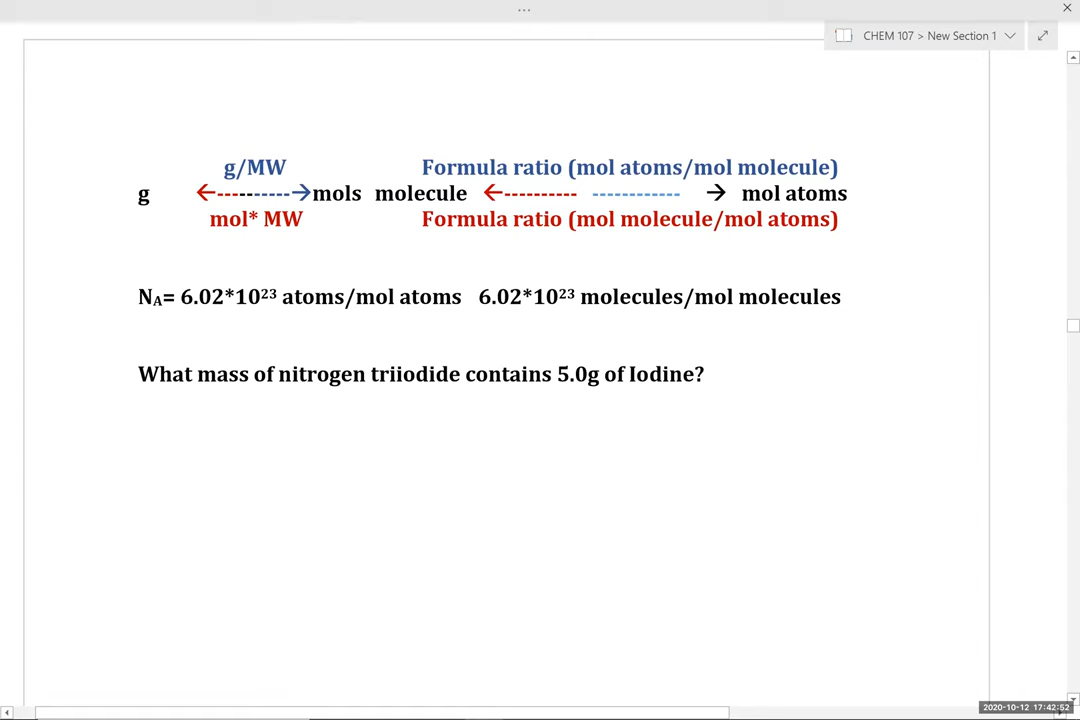 ...
CHEM 107 > New Section 1
g/MW Formula ratio (mol atoms/mol molecule)
g ←---------→mols molecule ←---------- ------------ → mol atoms
mol* MW Formula ratio (mol molecule/mol atoms)
NA= 6.02*10²³ atoms/mol atoms 6.02*10²³ molecules/mol molecules
What mass of nitrogen triiodide contains 5.0g of Iodine?
2020-10-12 17:42:52